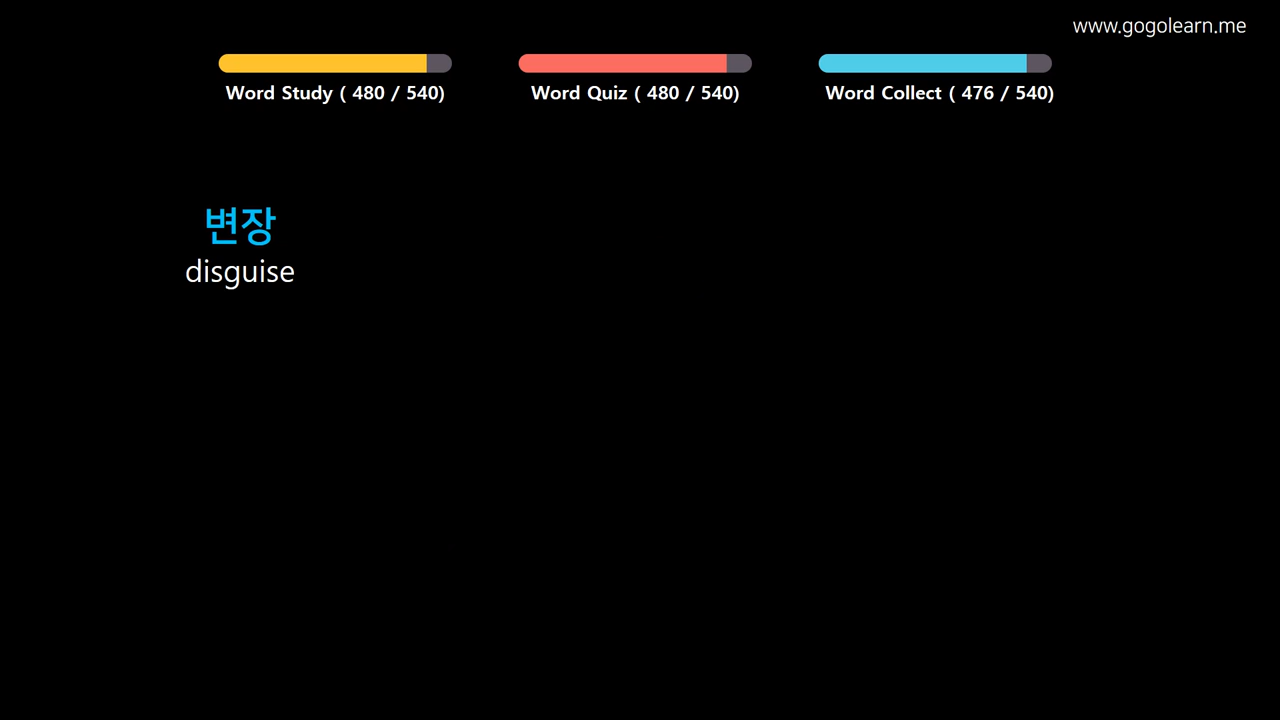 www.gogolearn.me
Word Study ( 480 / 540)
Word Quiz ( 480 / 540)
Word Collect ( 476 / 540)
변장
disguise